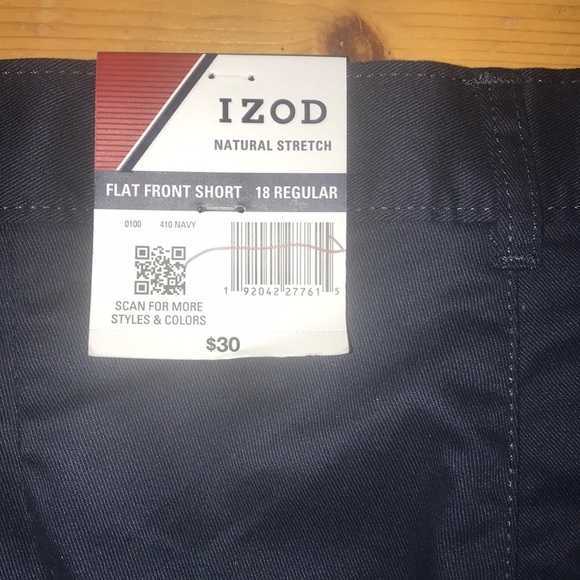 IZOD
NATURAL STRETCH
FLAT FRONT SHORT 18 REGULAR
0100 410 NAVY
1 92042 27761 5
SCAN FOR MORE
STYLES & COLORS
$30